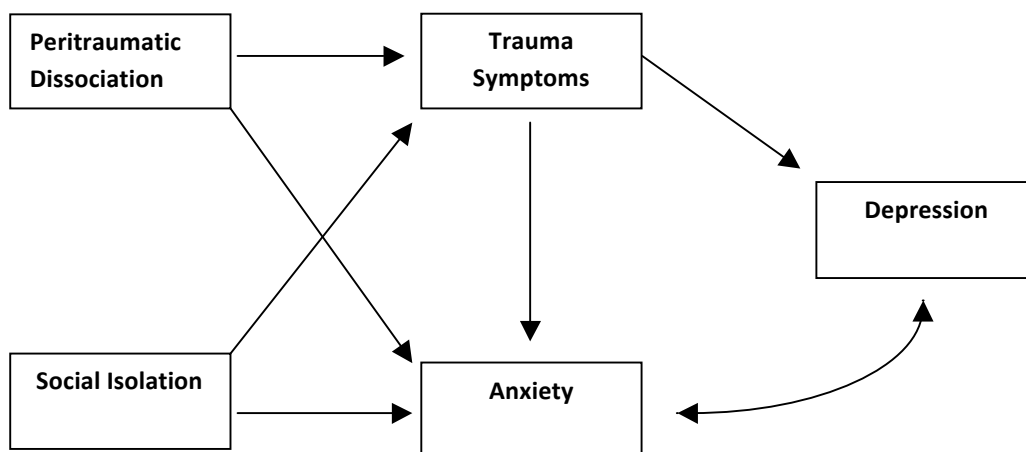 Peritraumatic
Dissociation
Trauma
Symptoms
Depression
Social Isolation
Anxiety